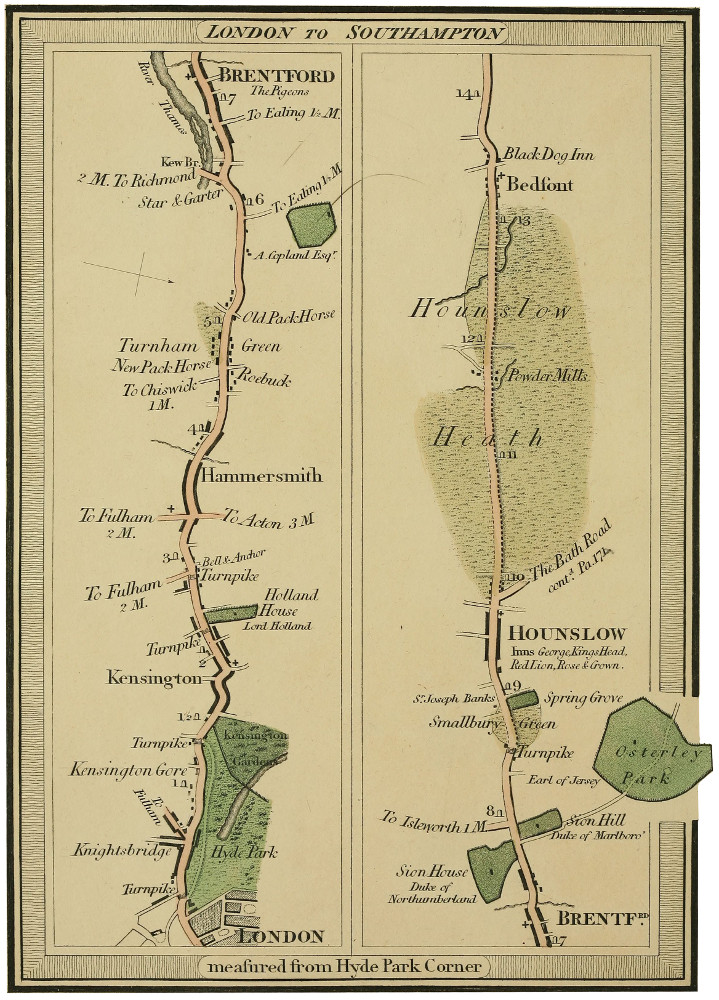 LONDON TO SOUTHAMPTON
River
Thames
BRENTFORD
The Pigeons
7
To Ealing 1½ M.
Kew Br.
2 M. To Richmond
Star & Garter
6
To Ealing 1½ M
A. Copland Esqr.
5
Old Pack Horse
Turnham Green
New Pack Horse
Roebuck
To Chiswick
1 M.
4
Hammersmith
To Fulham
2 M.
To Acton 3 M
3
Bell & Anchor
Turnpike
To Fulham
2 M.
Holland
House
Lord Holland
Turnpike
2
Kensington
1½
Turnpike
Kensington
Gardens
Kensington Gore
1
To
Fulham
Knightsbridge
Hyde Park
Turnpike
LONDON
14
Black Dog Inn
Bedfont
13
Hounslow
12
Powder Mills
Heath
11
10
The Bath Road
contd. Pa. 174
HOUNSLOW
Inns George, Kings Head,
Red Lion, Rose & Crown.
9
Sr. Joseph Banks
Spring Grove
Smallbury Green
Turnpike
Osterley
Park
Earl of Jersey
8
To Isleworth 1 M.
Sion Hill
Duke of Marlboro'
Sion House
Duke of
Northumberland
BRENTF.RD
7
meaſured from Hyde Park Corner